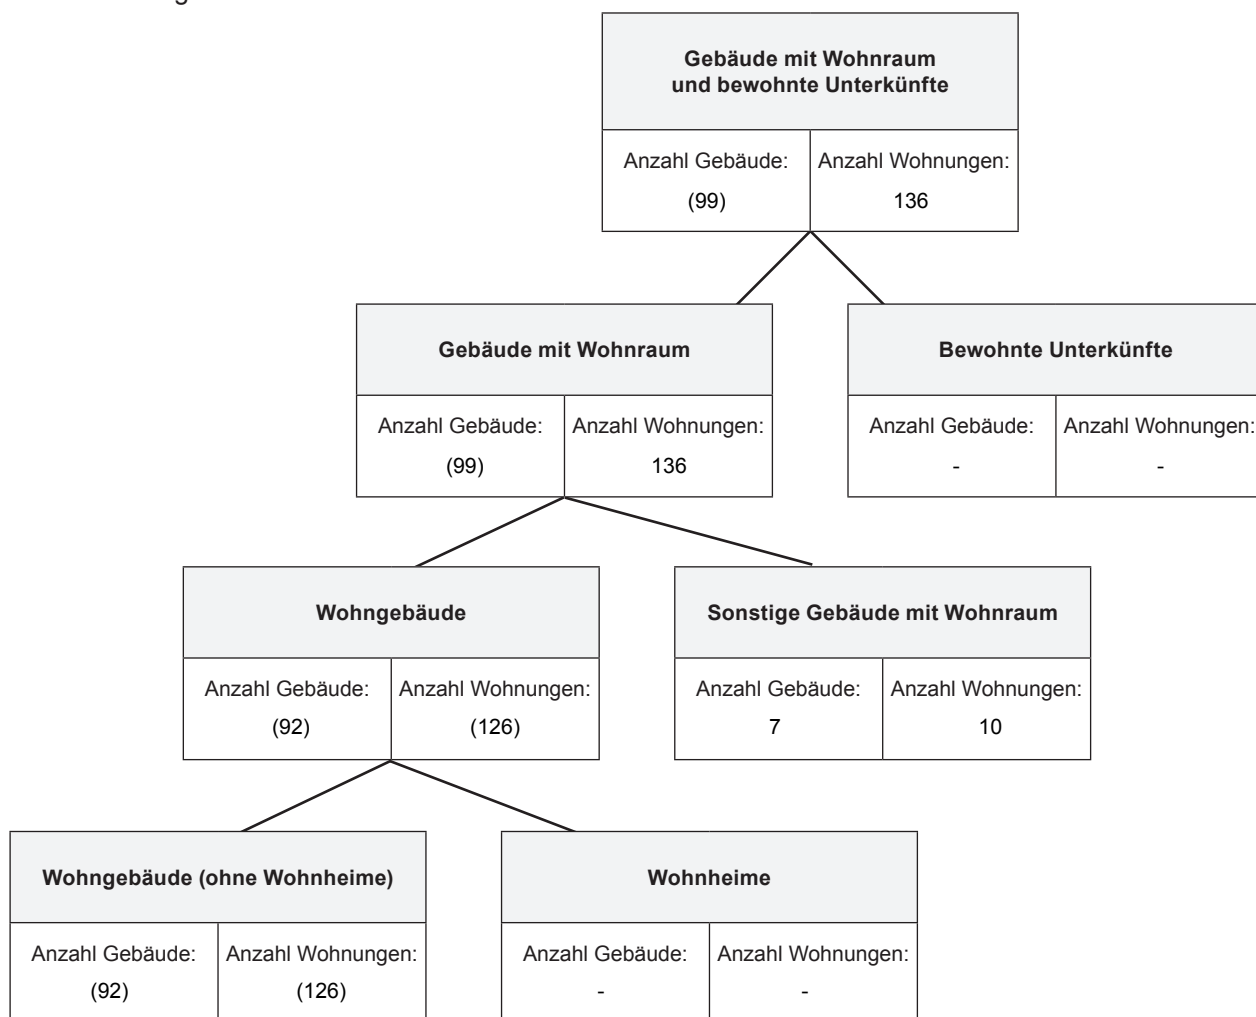 Gebäude mit Wohnraum
und bewohnte Unterkünfte
Anzahl Gebäude: Anzahl Wohnungen:
(99) 136
Gebäude mit Wohnraum Bewohnte Unterkünfte
Anzahl Gebäude: Anzahl Wohnungen: Anzahl Gebäude: Anzahl Wohnungen:
(99) 136 - -
Wohngebäude Sonstige Gebäude mit Wohnraum
Anzahl Gebäude: Anzahl Wohnungen: Anzahl Gebäude: Anzahl Wohnungen:
(92) (126) 7 10
Wohngebäude (ohne Wohnheime) Wohnheime
Anzahl Gebäude: Anzahl Wohnungen: Anzahl Gebäude: Anzahl Wohnungen:
(92) (126) - -